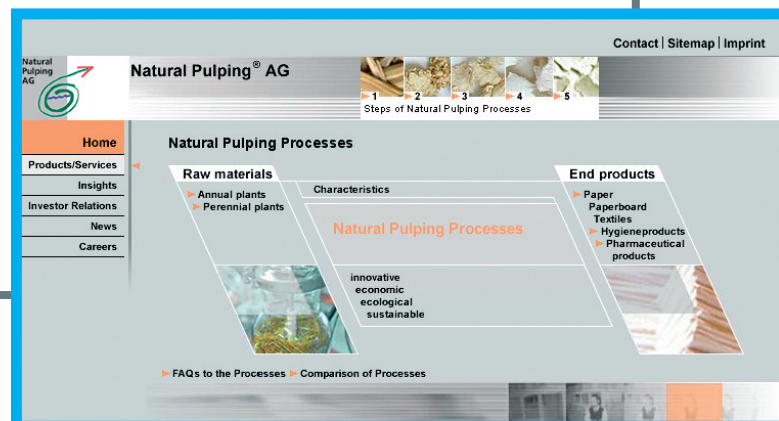 Contact | Sitemap | Imprint
Natural
Pulping
AG
Natural Pulping® AG
1 2 3 4 5
Steps of Natural Pulping Processes
Home
Products/Services
Insights
Investor Relations
News
Careers
Natural Pulping Processes
Raw materials
Annual plants
Perennial plants
Characteristics
Natural Pulping Processes
innovative
economic
ecological
sustainable
End products
Paper
Paperboard
Textiles
Hygieneproducts
Pharmaceutical
products
FAQs to the Processes Comparison of Processes